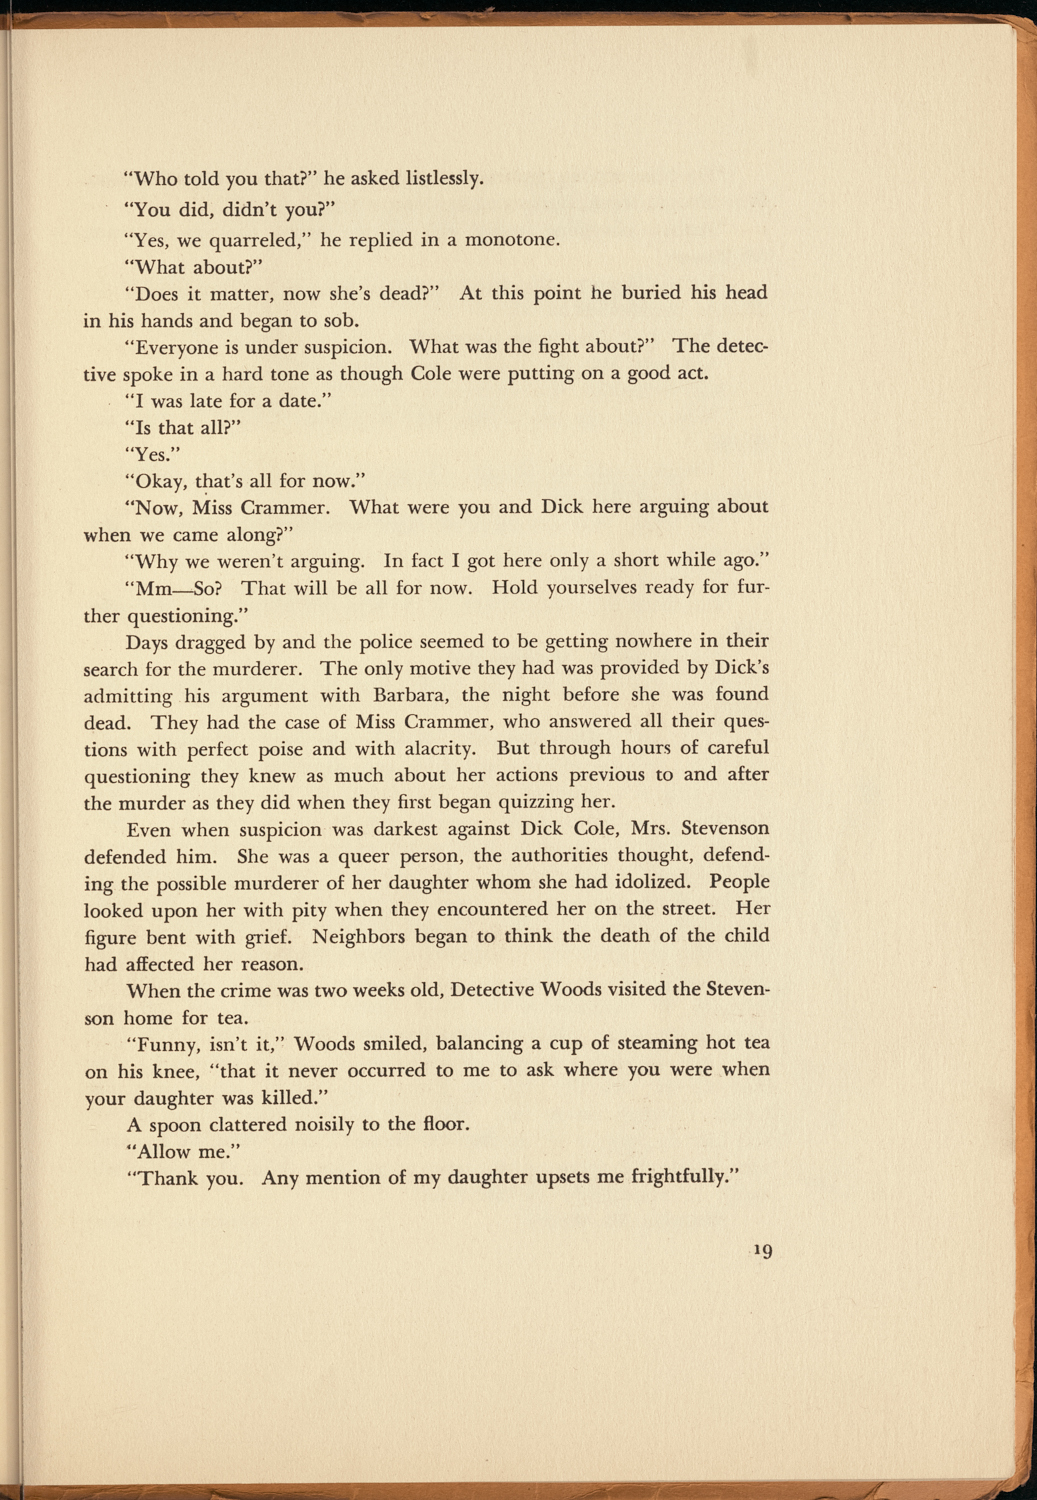 “Who told you that?” he asked listlessly.
“You did, didn’t you?”
“Yes, we quarreled,” he replied in a monotone.
“What about?”
“Does it matter, now she’s dead?” At this point he buried his head
in his hands and began to sob.
“Everyone is under suspicion. What was the fight about?” The detec-
tive spoke in a hard tone as though Cole were putting on a good act.
“I was late for a date.”
“Is that all?”
“Yes.”
“Okay, that’s all for now.”
“Now, Miss Crammer. What were you and Dick here arguing about
when we came along?”
“Why we weren’t arguing. In fact I got here only a short while ago.”
“Mm—So? That will be all for now. Hold yourselves ready for fur-
ther questioning.”
Days dragged by and the police seemed to be getting nowhere in their
search for the murderer. The only motive they had was provided by Dick’s
admitting his argument with Barbara, the night before she was found
dead. They had the case of Miss Crammer, who answered all their ques-
tions with perfect poise and with alacrity. But through hours of careful
questioning they knew as much about her actions previous to and after
the murder as they did when they first began quizzing her.
Even when suspicion was darkest against Dick Cole, Mrs. Stevenson
defended him. She was a queer person, the authorities thought, defend-
ing the possible murderer of her daughter whom she had idolized. People
looked upon her with pity when they encountered her on the street. Her
figure bent with grief. Neighbors began to think the death of the child
had affected her reason.
When the crime was two weeks old, Detective Woods visited the Steven-
son home for tea.
“Funny, isn’t it,” Woods smiled, balancing a cup of steaming hot tea
on his knee, “that it never occurred to me to ask where you were when
your daughter was killed.”
A spoon clattered noisily to the floor.
“Allow me.”
“Thank you. Any mention of my daughter upsets me frightfully.”
19